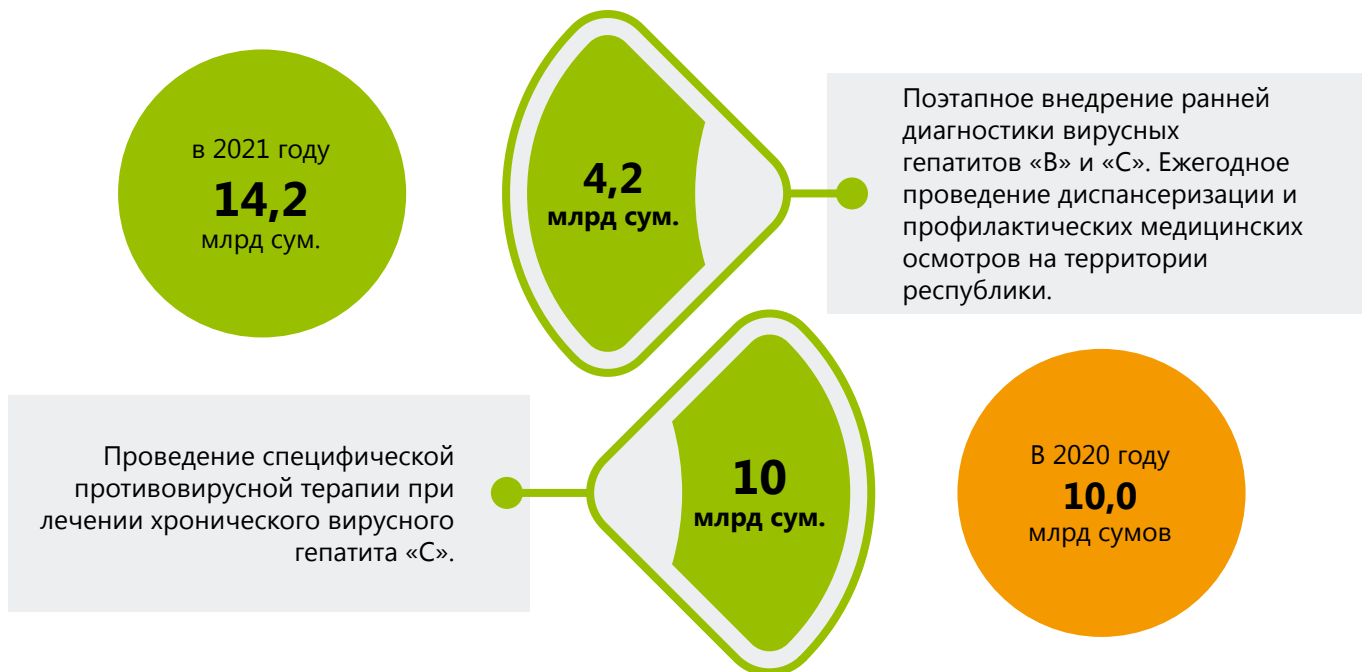 в 2021 году
14,2
млрд сум.
4,2
млрд сум.
Поэтапное внедрение ранней
диагностики вирусных
гепатитов «В» и «С». Ежегодное
проведение диспансеризации и
профилактических медицинских
осмотров на территории
республики.
Проведение специфической
противовирусной терапии при
лечении хронического вирусного
гепатита «С».
10
млрд сум.
В 2020 году
10,0
млрд сумов